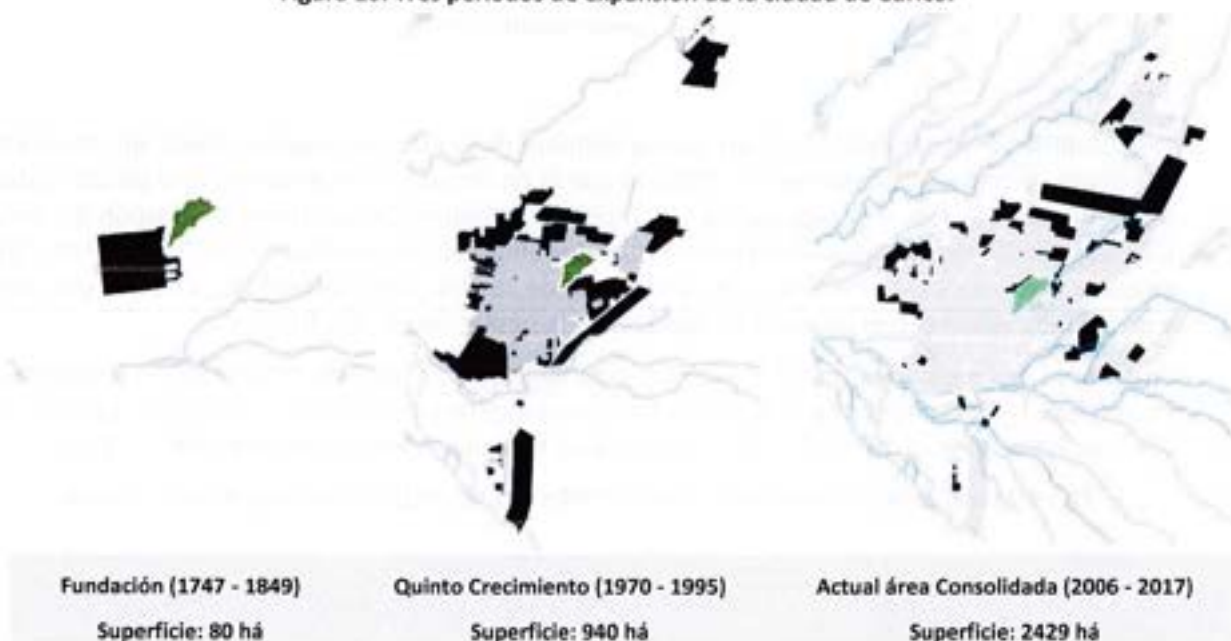 Fundación (1747 - 1849)
Superficie: 80 há
Quinto Crecimiento (1970 - 1995)
Superficie: 940 há
Actual área Consolidada (2006 - 2017)
Superficie: 2429 há